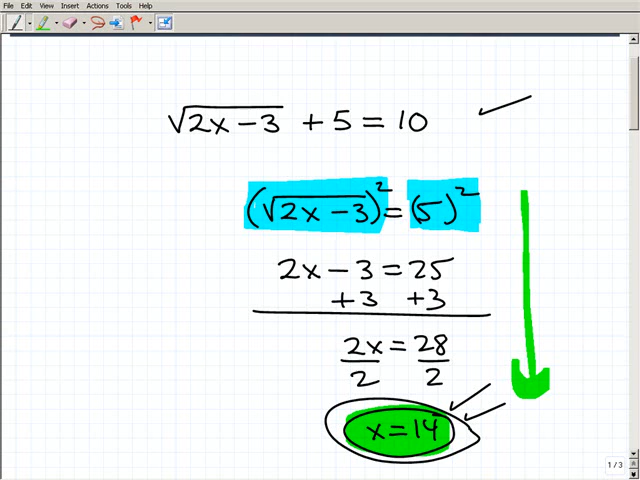 File Edit View Insert Actions Tools Help
√2x-3 + 5 = 10
(√2x-3)² = (5)²
2x - 3 = 25
+3 +3
2x = 28
2 2
x = 14
1 / 3